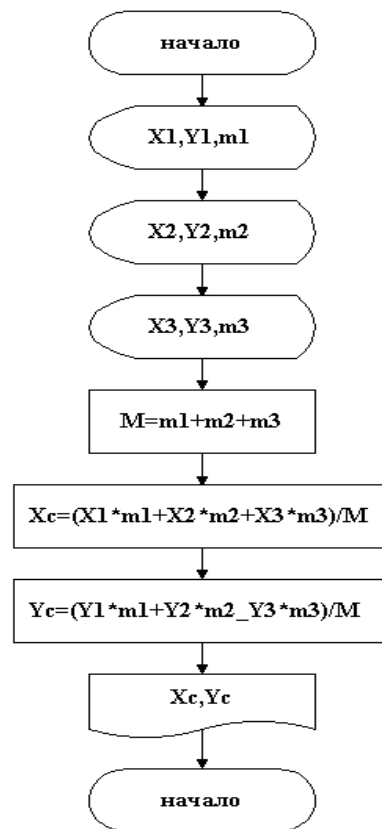 начало
X1,Y1,m1
X2,Y2,m2
X3,Y3,m3
M=m1+m2+m3
Xc=(X1*m1+X2*m2+X3*m3)/M
Yc=(Y1*m1+Y2*m2_Y3*m3)/M
Xc,Yc
начало